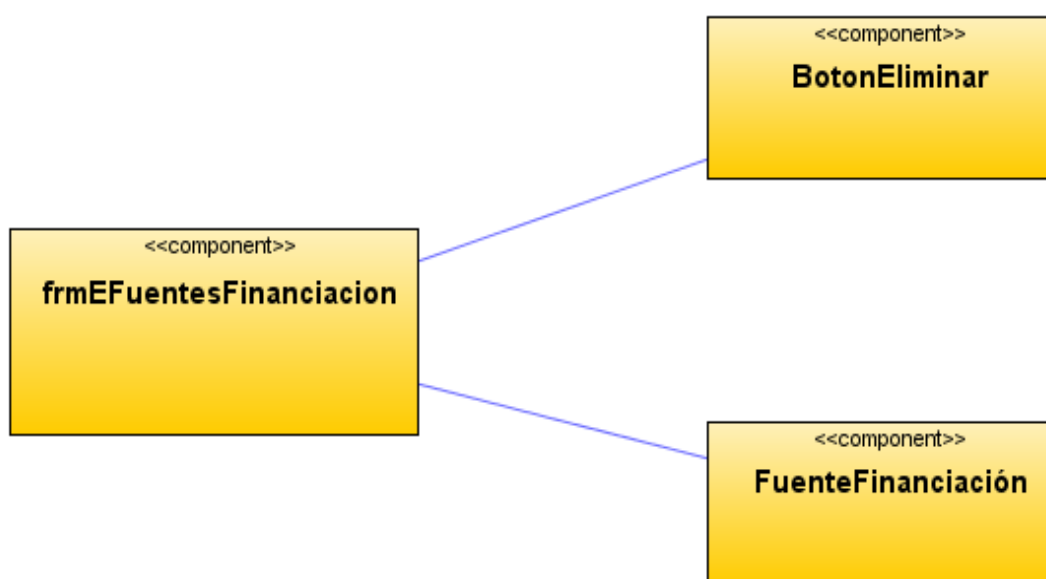 <<component>>
BotonEliminar
<<component>>
frmEFuentesFinanciacion
<<component>>
FuenteFinanciación